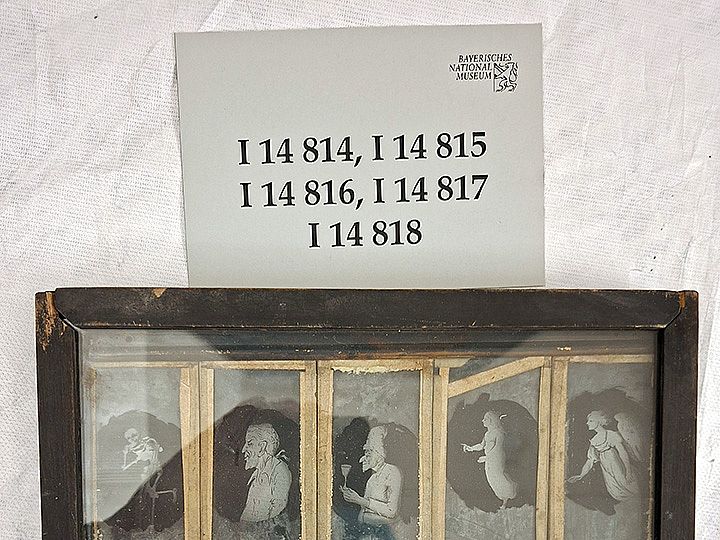 BAYERISCHES
NATIONAL
MUSEUM
I 14 814, I 14 815
I 14 816, I 14 817
I 14 818